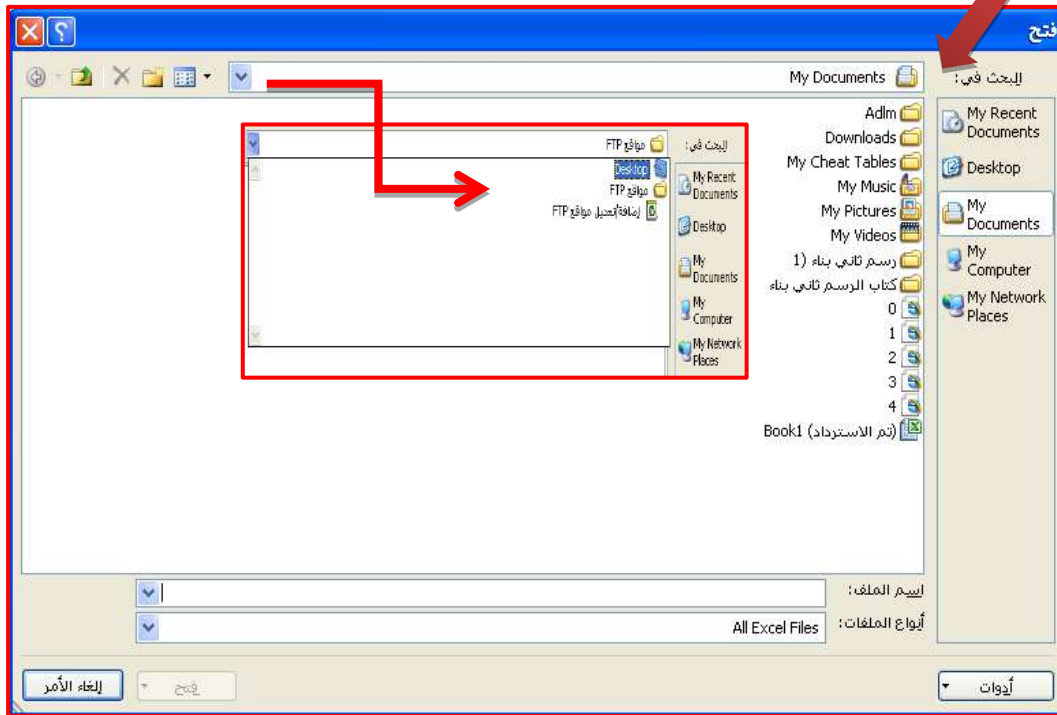 فتح
البحث في:
My Documents
My Recent Documents
Desktop
My Documents
My Computer
My Network Places
Adlm
Downloads
My Cheat Tables
My Music
My Pictures
My Videos
رسم ثاني بناء (1
كتاب الرسم ثاني بناء
0
1
2
3
4
Book1 (تم الاسترداد)
البحث في:
مواقع FTP
My Recent Documents
Desktop
My Documents
My Computer
My Network Places
Desktop
مواقع FTP
إضافة/تعديل مواقع FTP
اسم الملف:
أنواع الملفات:
All Excel Files
أدوات
فتح
إلغاء الأمر